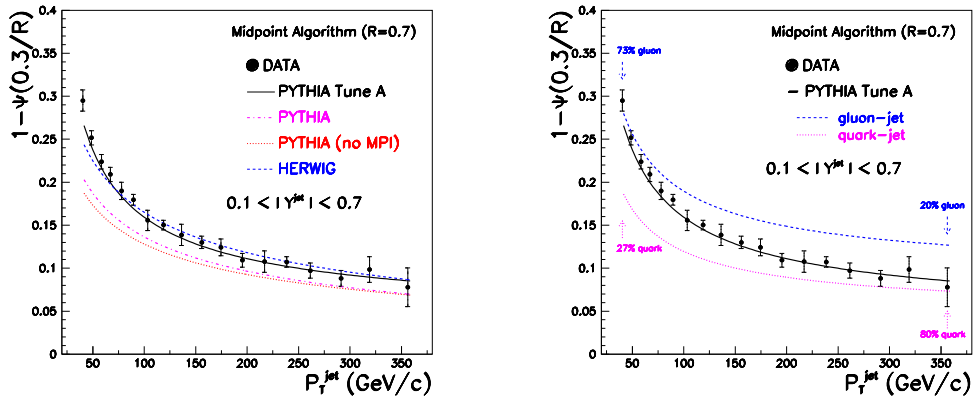 1-Ψ(0.3/R)
0.4
0.35
0.3
0.25
0.2
0.15
0.1
0.05
0
Midpoint Algorithm (R=0.7)
DATA
PYTHIA Tune A
PYTHIA
PYTHIA (no MPI)
HERWIG
0.1 < | Y^jet | < 0.7
50 100 150 200 250 300 350
P_T^jet (GeV/c)
1-Ψ(0.3/R)
0.4
0.35
0.3
0.25
0.2
0.15
0.1
0.05
0
Midpoint Algorithm (R=0.7)
73% gluon
DATA
PYTHIA Tune A
gluon-jet
quark-jet
0.1 < | Y^jet | < 0.7
20% gluon
27% quark
80% quark
50 100 150 200 250 300 350
P_T^jet (GeV/c)